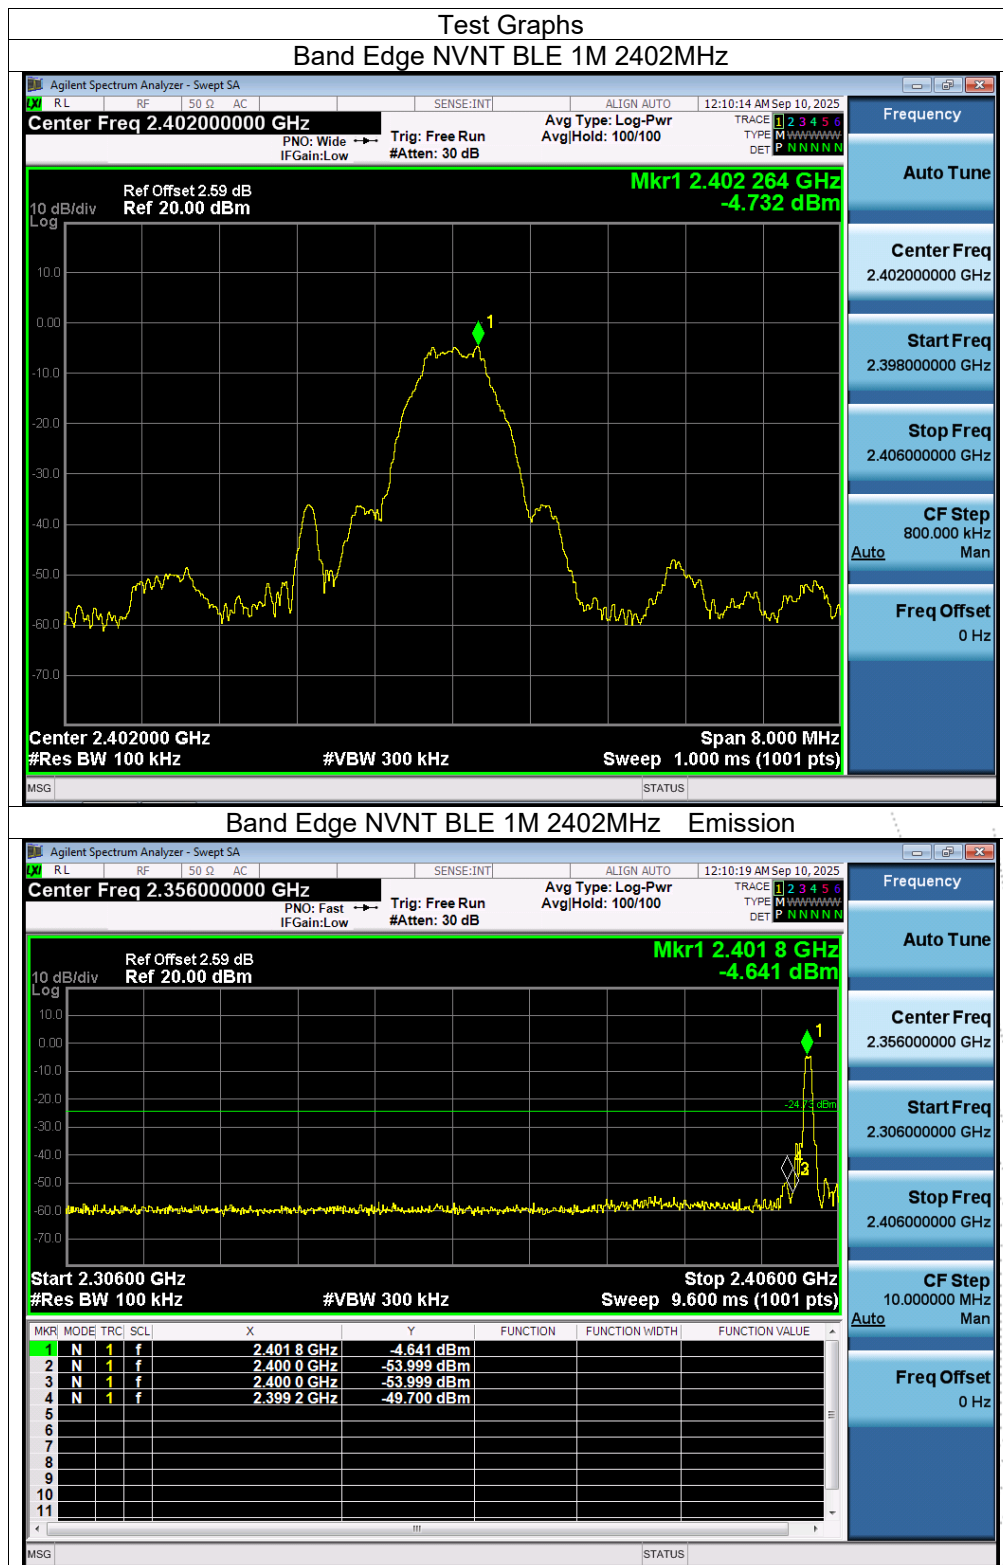 Test Graphs
Band Edge NVNT BLE 1M 2402MHz
Agilent Spectrum Analyzer - Swept SA
LXI RL RF 50 Ω AC SENSE:INT ALIGN AUTO 12:10:14 AM Sep 10, 2025
Center Freq 2.402000000 GHz
PNO: Wide
IFGain:Low
Trig: Free Run
#Atten: 30 dB
Avg Type: Log-Pwr
Avg|Hold: 100/100
TRACE 1 2 3 4 5 6
TYPE M WWWWW
DET P N N N N N
Frequency
Auto Tune
Center Freq
2.402000000 GHz
Start Freq
2.398000000 GHz
Stop Freq
2.406000000 GHz
CF Step
800.000 kHz
Auto Man
Freq Offset
0 Hz
Ref Offset 2.59 dB
Ref 20.00 dBm
10 dB/div
Log
Mkr1 2.402 264 GHz
-4.732 dBm
10.0
0.00
-10.0
-20.0
-30.0
-40.0
-50.0
-60.0
-70.0
1
Center 2.402000 GHz Span 8.000 MHz
#Res BW 100 kHz #VBW 300 kHz Sweep 1.000 ms (1001 pts)
MSG STATUS
Band Edge NVNT BLE 1M 2402MHz Emission
Agilent Spectrum Analyzer - Swept SA
LXI RL RF 50 Ω AC SENSE:INT ALIGN AUTO 12:10:19 AM Sep 10, 2025
Center Freq 2.356000000 GHz
PNO: Fast
IFGain:Low
Trig: Free Run
#Atten: 30 dB
Avg Type: Log-Pwr
Avg|Hold: 100/100
TRACE 1 2 3 4 5 6
TYPE M WWWWW
DET P N N N N N
Frequency
Auto Tune
Center Freq
2.356000000 GHz
Start Freq
2.306000000 GHz
Stop Freq
2.406000000 GHz
CF Step
10.000000 MHz
Auto Man
Freq Offset
0 Hz
Ref Offset 2.59 dB
Ref 20.00 dBm
10 dB/div
Log
Mkr1 2.401 8 GHz
-4.641 dBm
10.0
0.00
-10.0
-20.0
-30.0
-40.0
-50.0
-60.0
-70.0
1
-24.73 dBm
4
3
Start 2.30600 GHz Stop 2.40600 GHz
#Res BW 100 kHz #VBW 300 kHz Sweep 9.600 ms (1001 pts)
MKR MODE TRC SCL X Y FUNCTION FUNCTION WIDTH FUNCTION VALUE
1 N 1 f 2.401 8 GHz -4.641 dBm
2 N 1 f 2.400 0 GHz -53.999 dBm
3 N 1 f 2.400 0 GHz -53.999 dBm
4 N 1 f 2.399 2 GHz -49.700 dBm
5
6
7
8
9
10
11
MSG STATUS